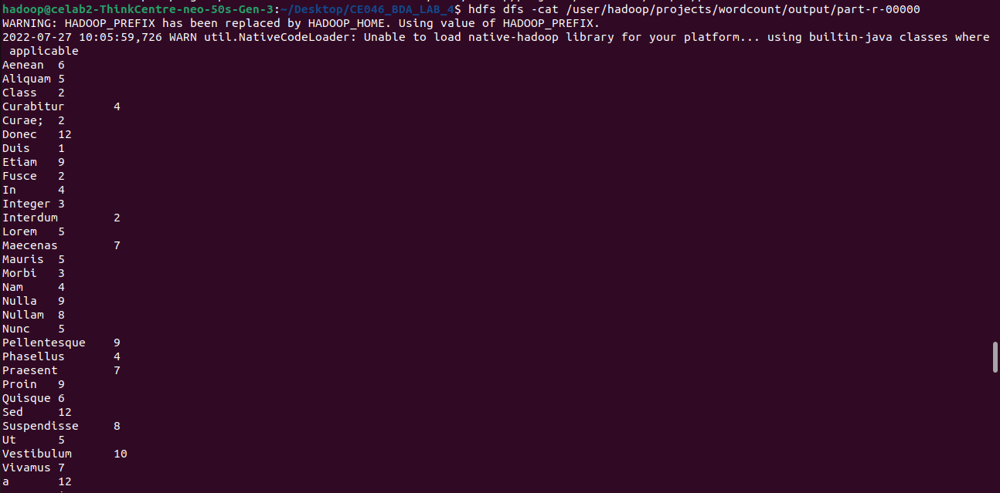 hadoop@celab2-ThinkCentre-neo-50s-Gen-3:~/Desktop/CE046_BDA_LAB_4$ hdfs dfs -cat /user/hadoop/projects/wordcount/output/part-r-00000
WARNING: HADOOP_PREFIX has been replaced by HADOOP_HOME. Using value of HADOOP_PREFIX.
2022-07-27 10:05:59,726 WARN util.NativeCodeLoader: Unable to load native-hadoop library for your platform... using builtin-java classes where
 applicable
Aenean	6
Aliquam	5
Class	2
Curabitur	4
Curae;	2
Donec	12
Duis	1
Etiam	9
Fusce	2
In	4
Integer	3
Interdum	2
Lorem	5
Maecenas	7
Mauris	5
Morbi	3
Nam	4
Nulla	9
Nullam	8
Nunc	5
Pellentesque	9
Phasellus	4
Praesent	7
Proin	9
Quisque	6
Sed	12
Suspendisse	8
Ut	5
Vestibulum	10
Vivamus	7
a	12